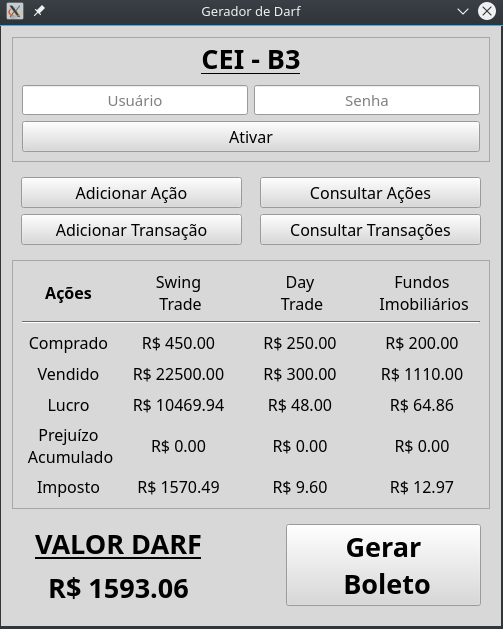 Gerador de Darf
CEI - B3
Usuário Senha
Ativar
Adicionar Ação Consultar Ações
Adicionar Transação Consultar Transações
Ações Swing Trade Day Trade Fundos Imobiliários
Comprado R$ 450.00 R$ 250.00 R$ 200.00
Vendido R$ 22500.00 R$ 300.00 R$ 1110.00
Lucro R$ 10469.94 R$ 48.00 R$ 64.86
Prejuízo Acumulado R$ 0.00 R$ 0.00 R$ 0.00
Imposto R$ 1570.49 R$ 9.60 R$ 12.97
VALOR DARF
R$ 1593.06
Gerar
Boleto